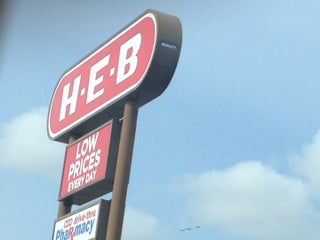 H·E·B
LOW
PRICES
EVERY DAY
drive-thru
PhaRmacy